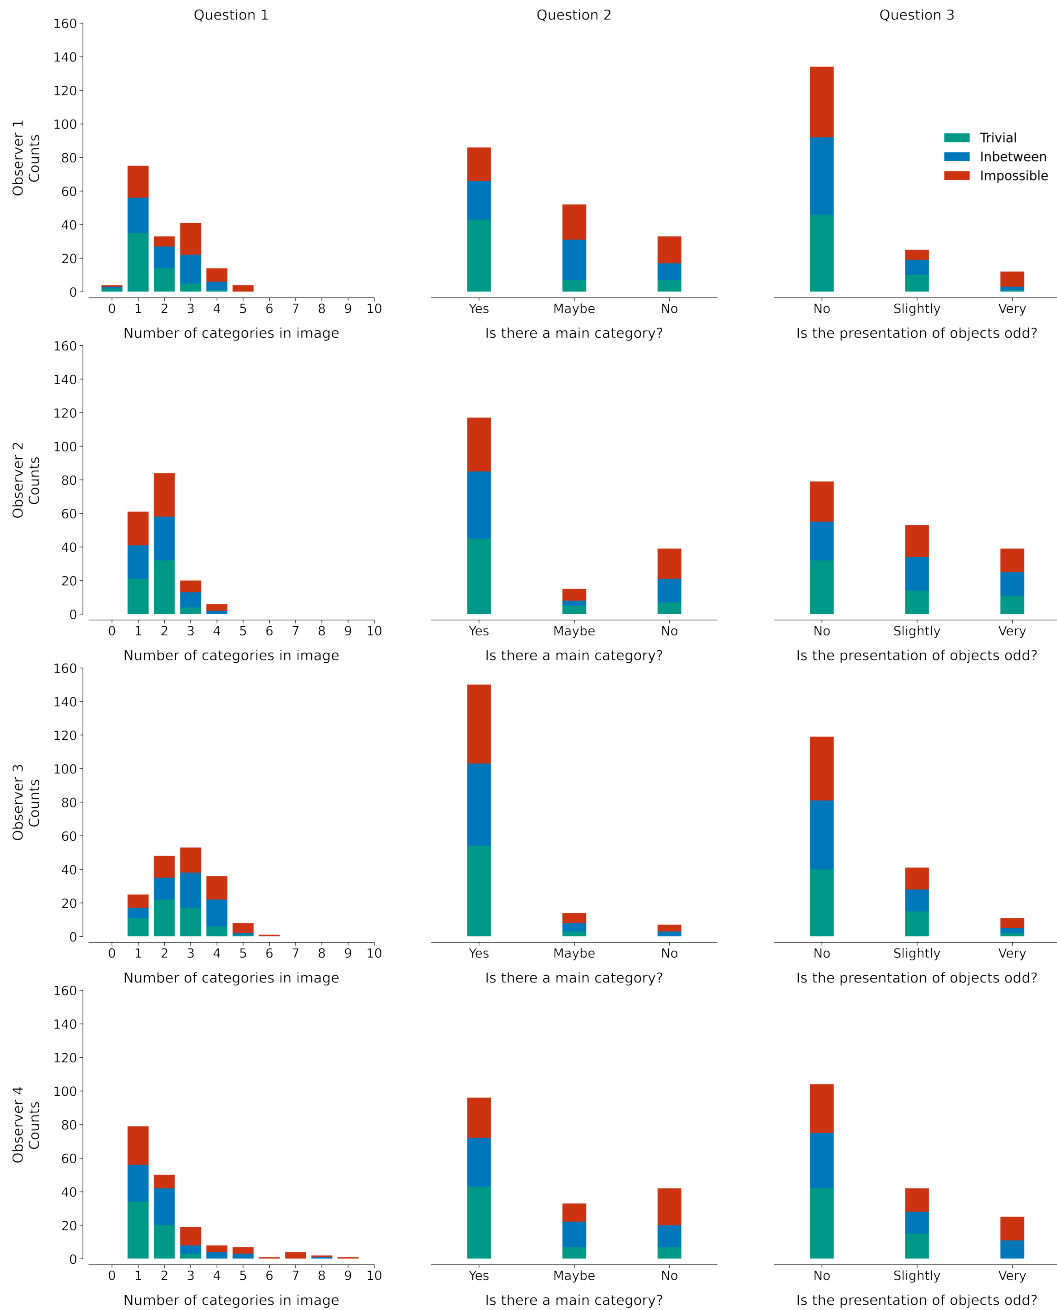 Question 1 Question 2 Question 3
Observer 1
Counts
160
140
120
100
80
60
40
20
0
Trivial
Inbetween
Impossible
0 1 2 3 4 5 6 7 8 9 10
Yes Maybe No
No Slightly Very
Number of categories in image
Is there a main category?
Is the presentation of objects odd?
Observer 2
Counts
160
140
120
100
80
60
40
20
0
0 1 2 3 4 5 6 7 8 9 10
Yes Maybe No
No Slightly Very
Number of categories in image
Is there a main category?
Is the presentation of objects odd?
Observer 3
Counts
160
140
120
100
80
60
40
20
0
0 1 2 3 4 5 6 7 8 9 10
Yes Maybe No
No Slightly Very
Number of categories in image
Is there a main category?
Is the presentation of objects odd?
Observer 4
Counts
160
140
120
100
80
60
40
20
0
0 1 2 3 4 5 6 7 8 9 10
Yes Maybe No
No Slightly Very
Number of categories in image
Is there a main category?
Is the presentation of objects odd?